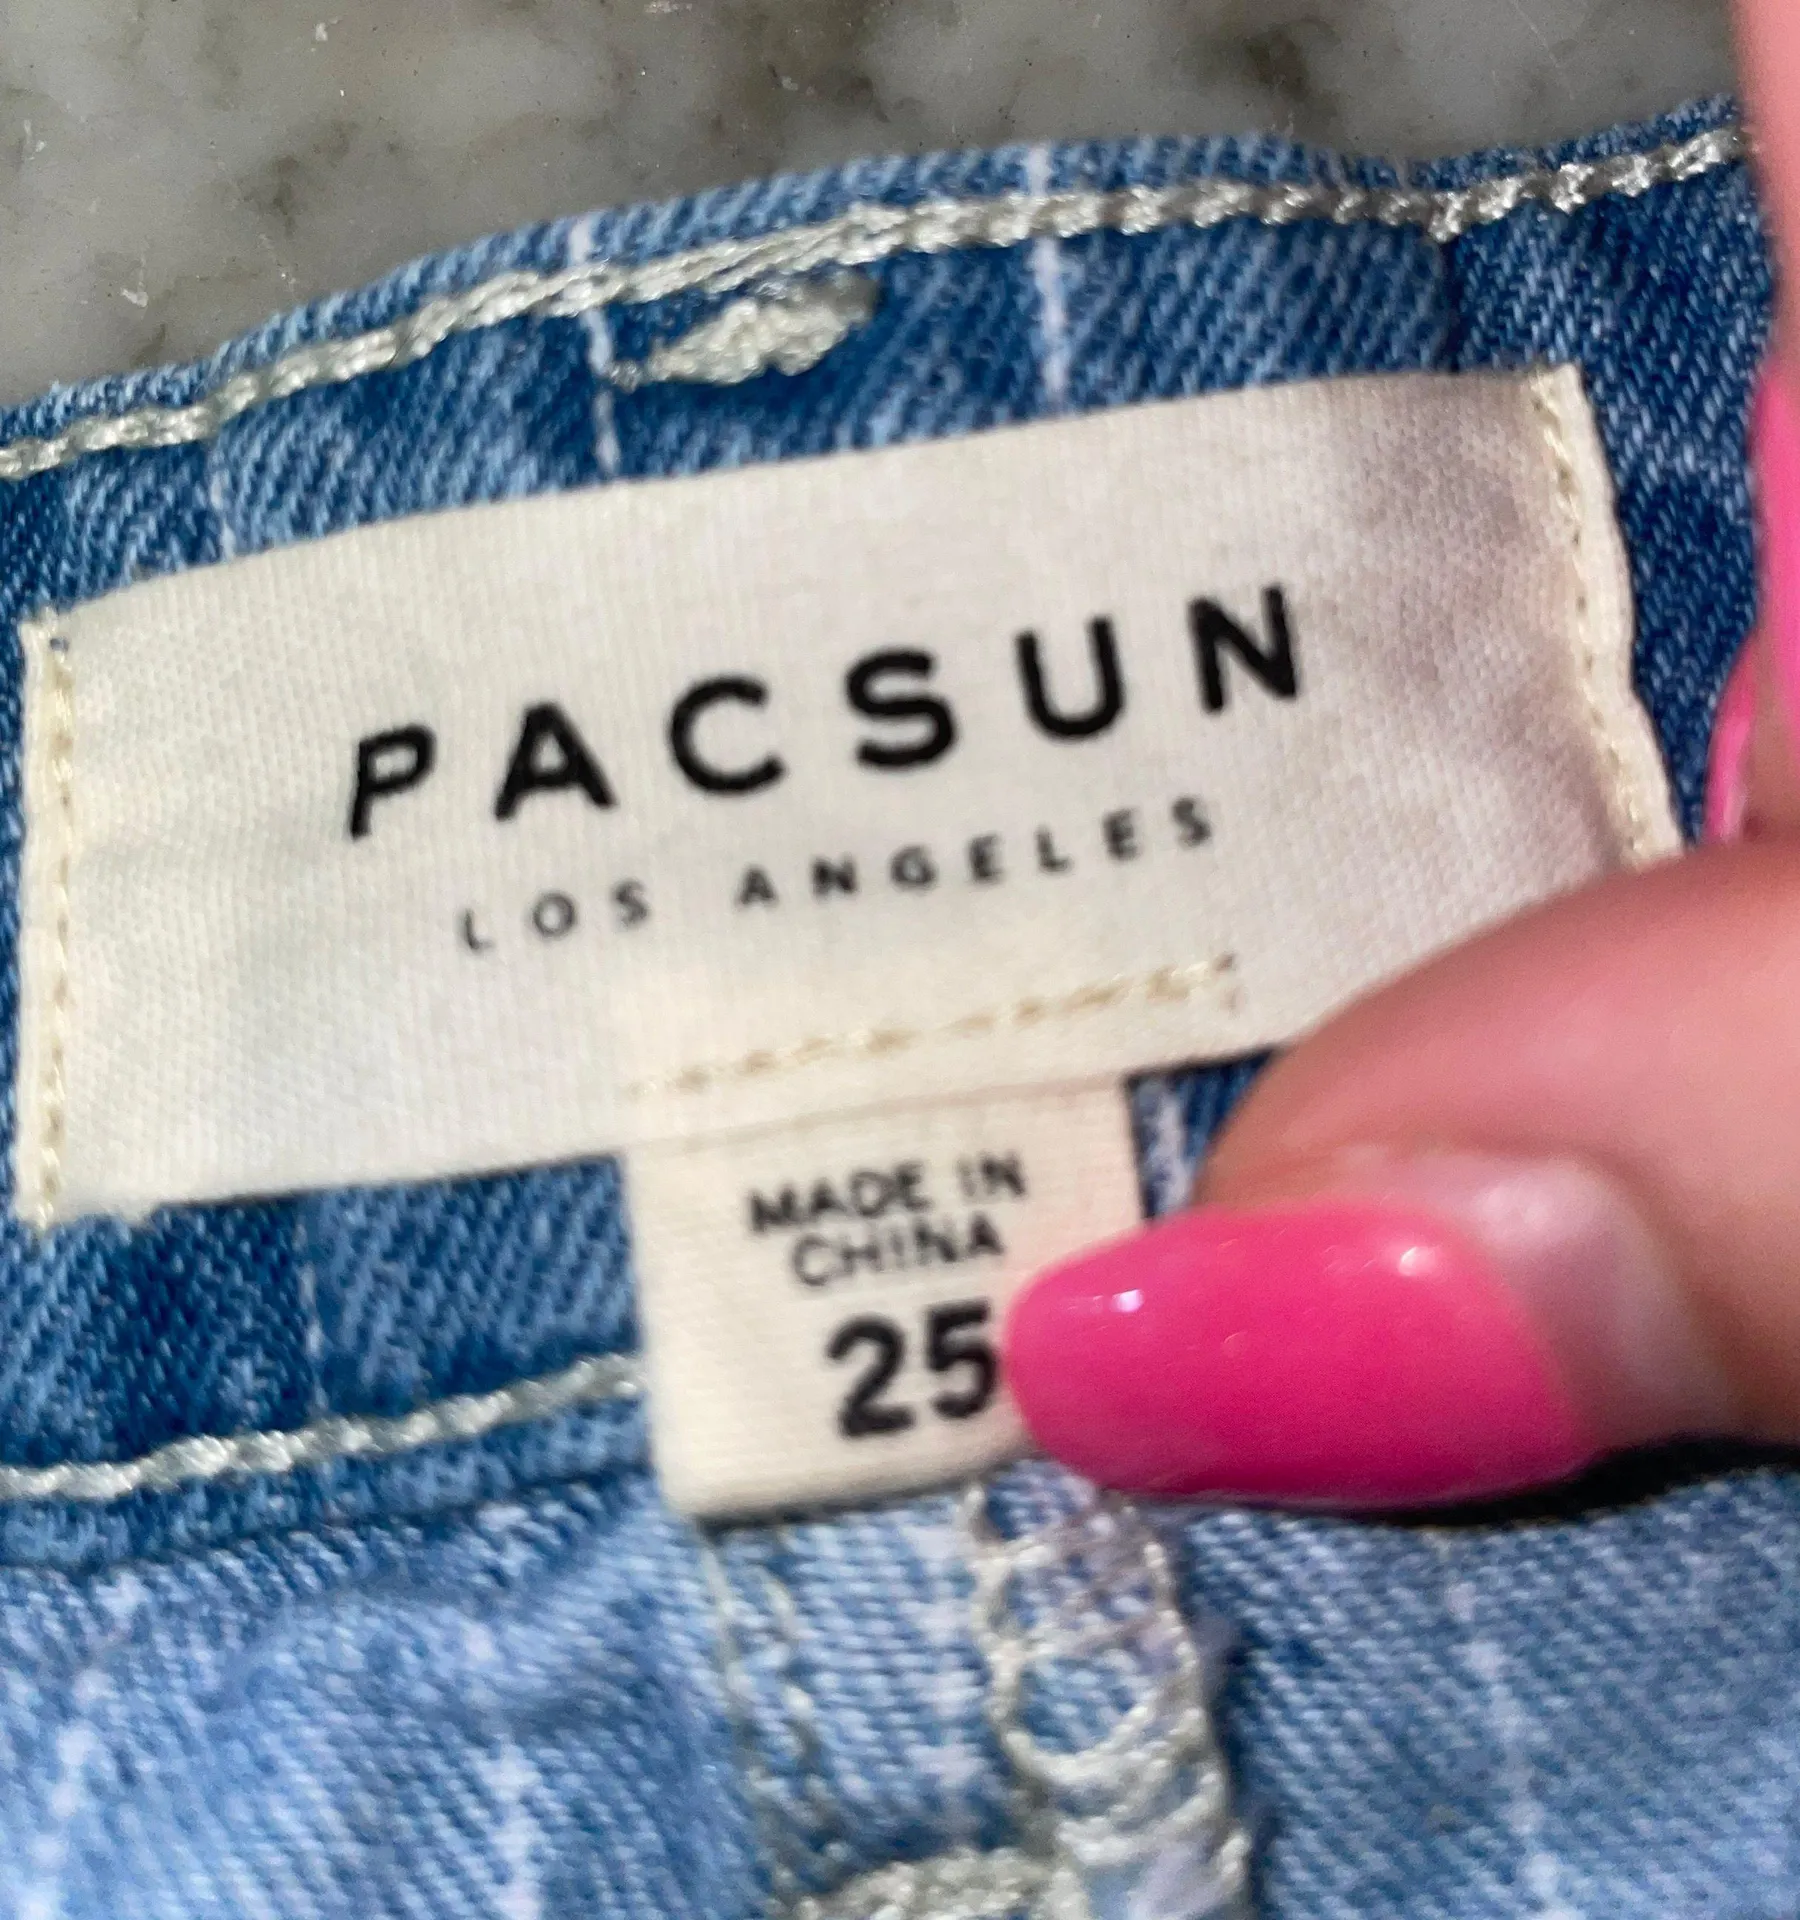 PACSUN
LOS ANGELES
MADE IN
CHINA
25